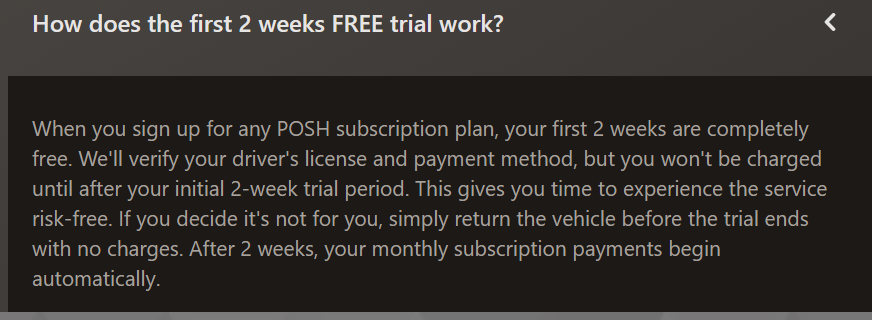 How does the first 2 weeks FREE trial work?
When you sign up for any POSH subscription plan, your first 2 weeks are completely
free. We'll verify your driver's license and payment method, but you won't be charged
until after your initial 2-week trial period. This gives you time to experience the service
risk-free. If you decide it's not for you, simply return the vehicle before the trial ends
with no charges. After 2 weeks, your monthly subscription payments begin
automatically.